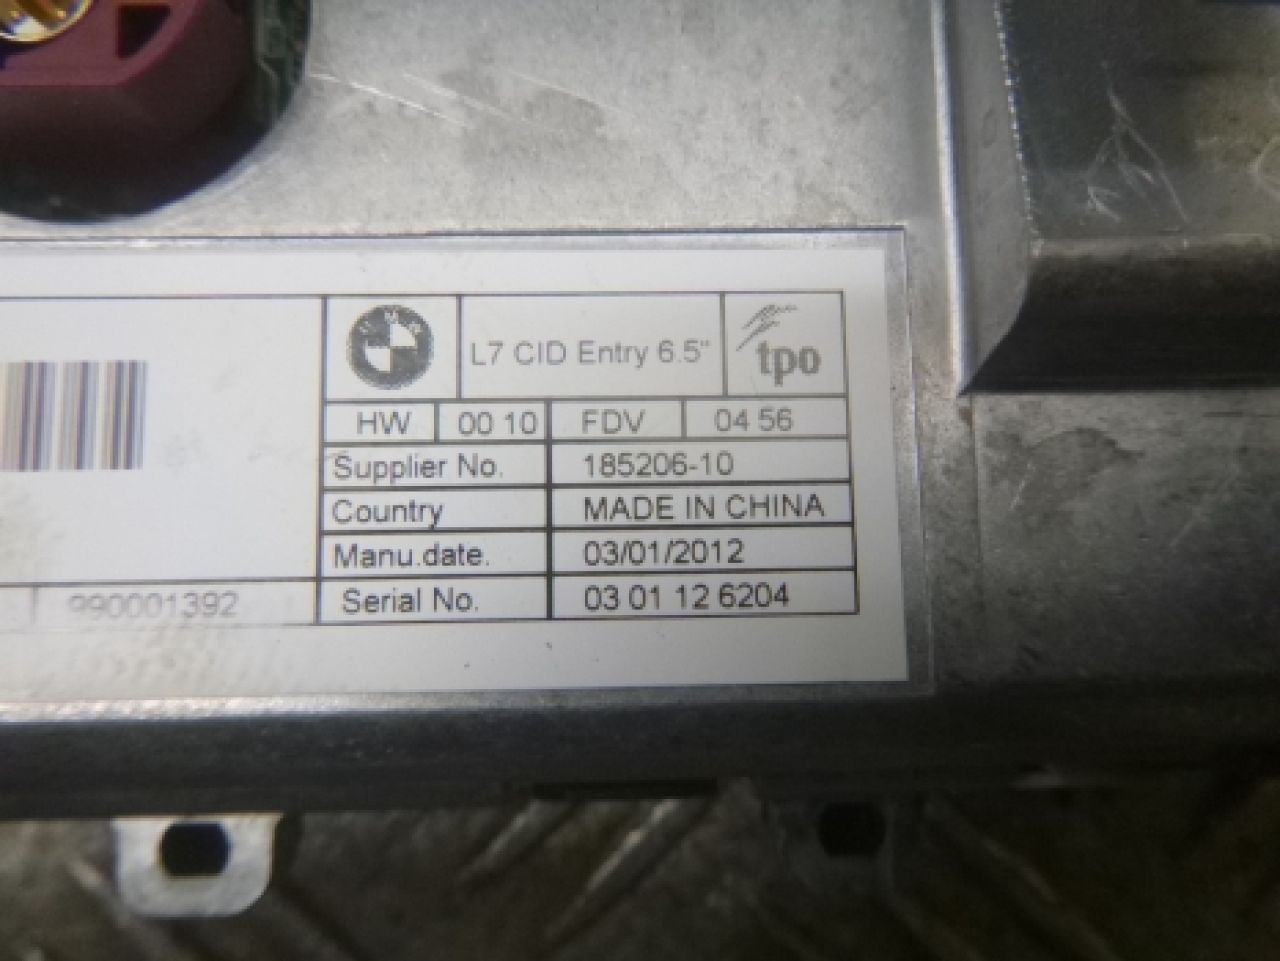 BMW
L7 CID Entry 6.5"
tpo
HW 00 10 FDV 04 56
Supplier No. 185206-10
Country MADE IN CHINA
Manu.date. 03/01/2012
990001392 Serial No. 03 01 12 6204